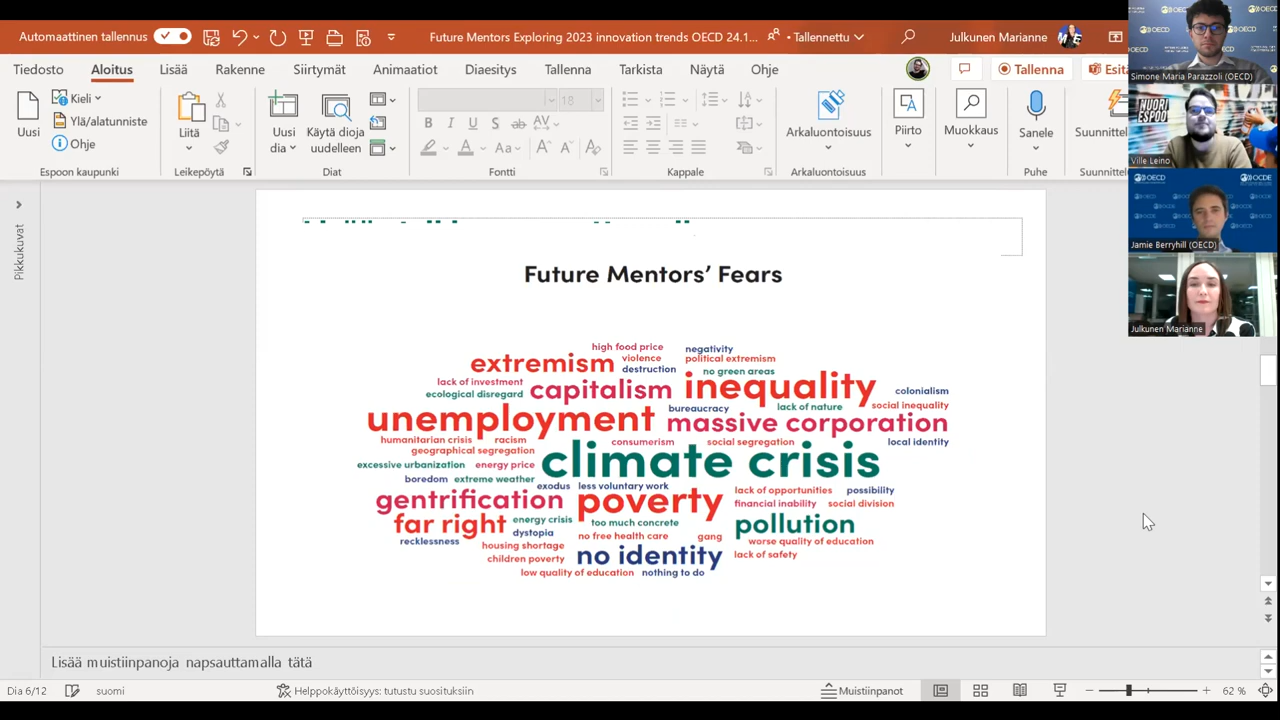 Automaattinen tallennus
Future Mentors Exploring 2023 innovation trends OECD 24.1...
Tallennettu
Julkunen Marianne
Tiedosto Aloitus Lisää Rakenne Siirtymät Animaatiot Diaesitys Tallenna Tarkista Näytä Ohje
Tallenna
Uusi
Kieli
Ylä/alatunniste
Ohje
Liitä
Uusi dia
Käytä dioja uudelleen
18
Arkaluontoisuus
Piirto
Muokkaus
Sanele
Espoon kaupunki
Leikepöytä
Diat
Fontti
Kappale
Arkaluontoisuus
Puhe
Pikkukuvat
Future Mentors’ Fears
high food price negativity
extremism violence political extremism
destruction no green areas
lack of investment capitalism inequality colonialism
ecological disregard
bureaucracy lack of nature social inequality
unemployment massive corporation
humanitarian crisis racism consumerism social segregation local identity
geographical segregation
excessive urbanization energy price climate crisis
boredom extreme weather exodus less voluntary work lack of opportunities possibility
gentrification poverty financial inability social division
far right energy crisis too much concrete pollution
recklessness dystopia no free health care gang worse quality of education
housing shortage no identity lack of safety
children poverty
low quality of education nothing to do
Simone Maria Parazzoli (OECD)
NUORI
ESPOO
Ville Leino
OECD
OCDE
Jamie Berryhill (OECD)
Julkunen Marianne
Lisää muistiinpanoja napsauttamalla tätä
Dia 6/12 suomi Helppokäyttöisyys: tutustu suosituksiin Muistiinpanot 62 %